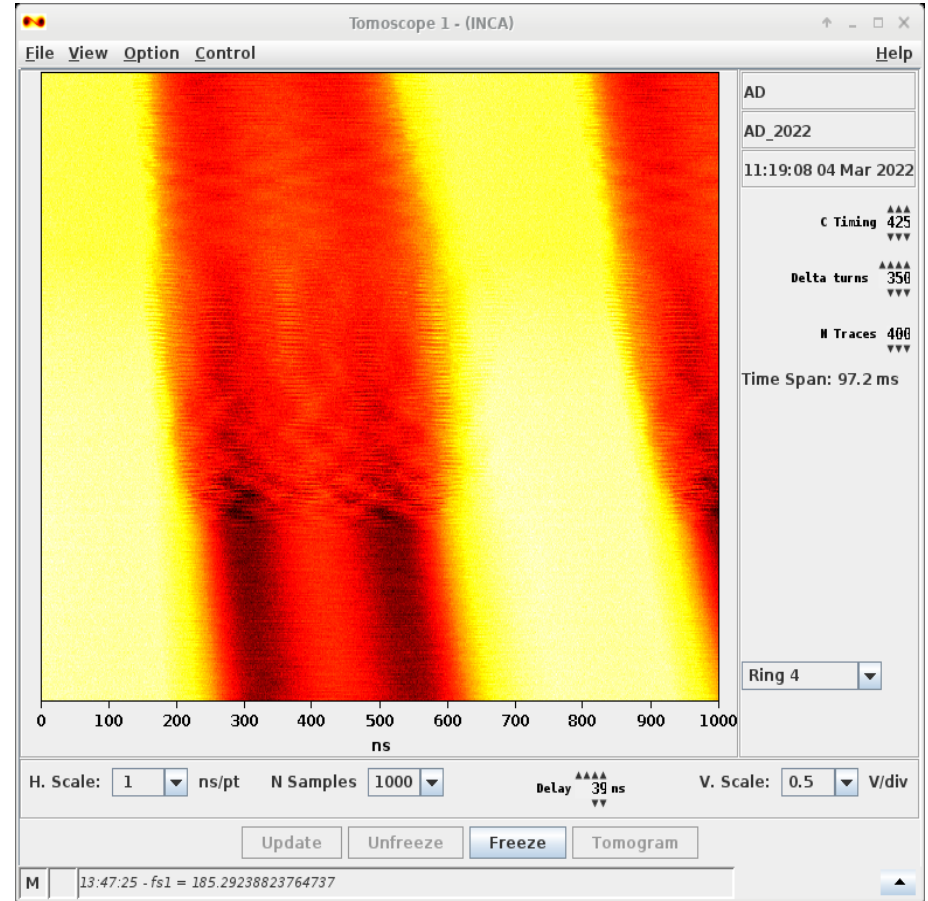 Tomoscope 1 - (INCA)
File View Option Control Help
AD
AD_2022
11:19:08 04 Mar 2022
C Timing 425
Delta turns 350
N Traces 400
Time Span: 97.2 ms
Ring 4
0 100 200 300 400 500 600 700 800 900 1000
ns
H. Scale: 1 ns/pt N Samples 1000 Delay 39 ns V. Scale: 0.5 V/div
Update Unfreeze Freeze Tomogram
M 13:47:25 - fs1 = 185.29238823764737